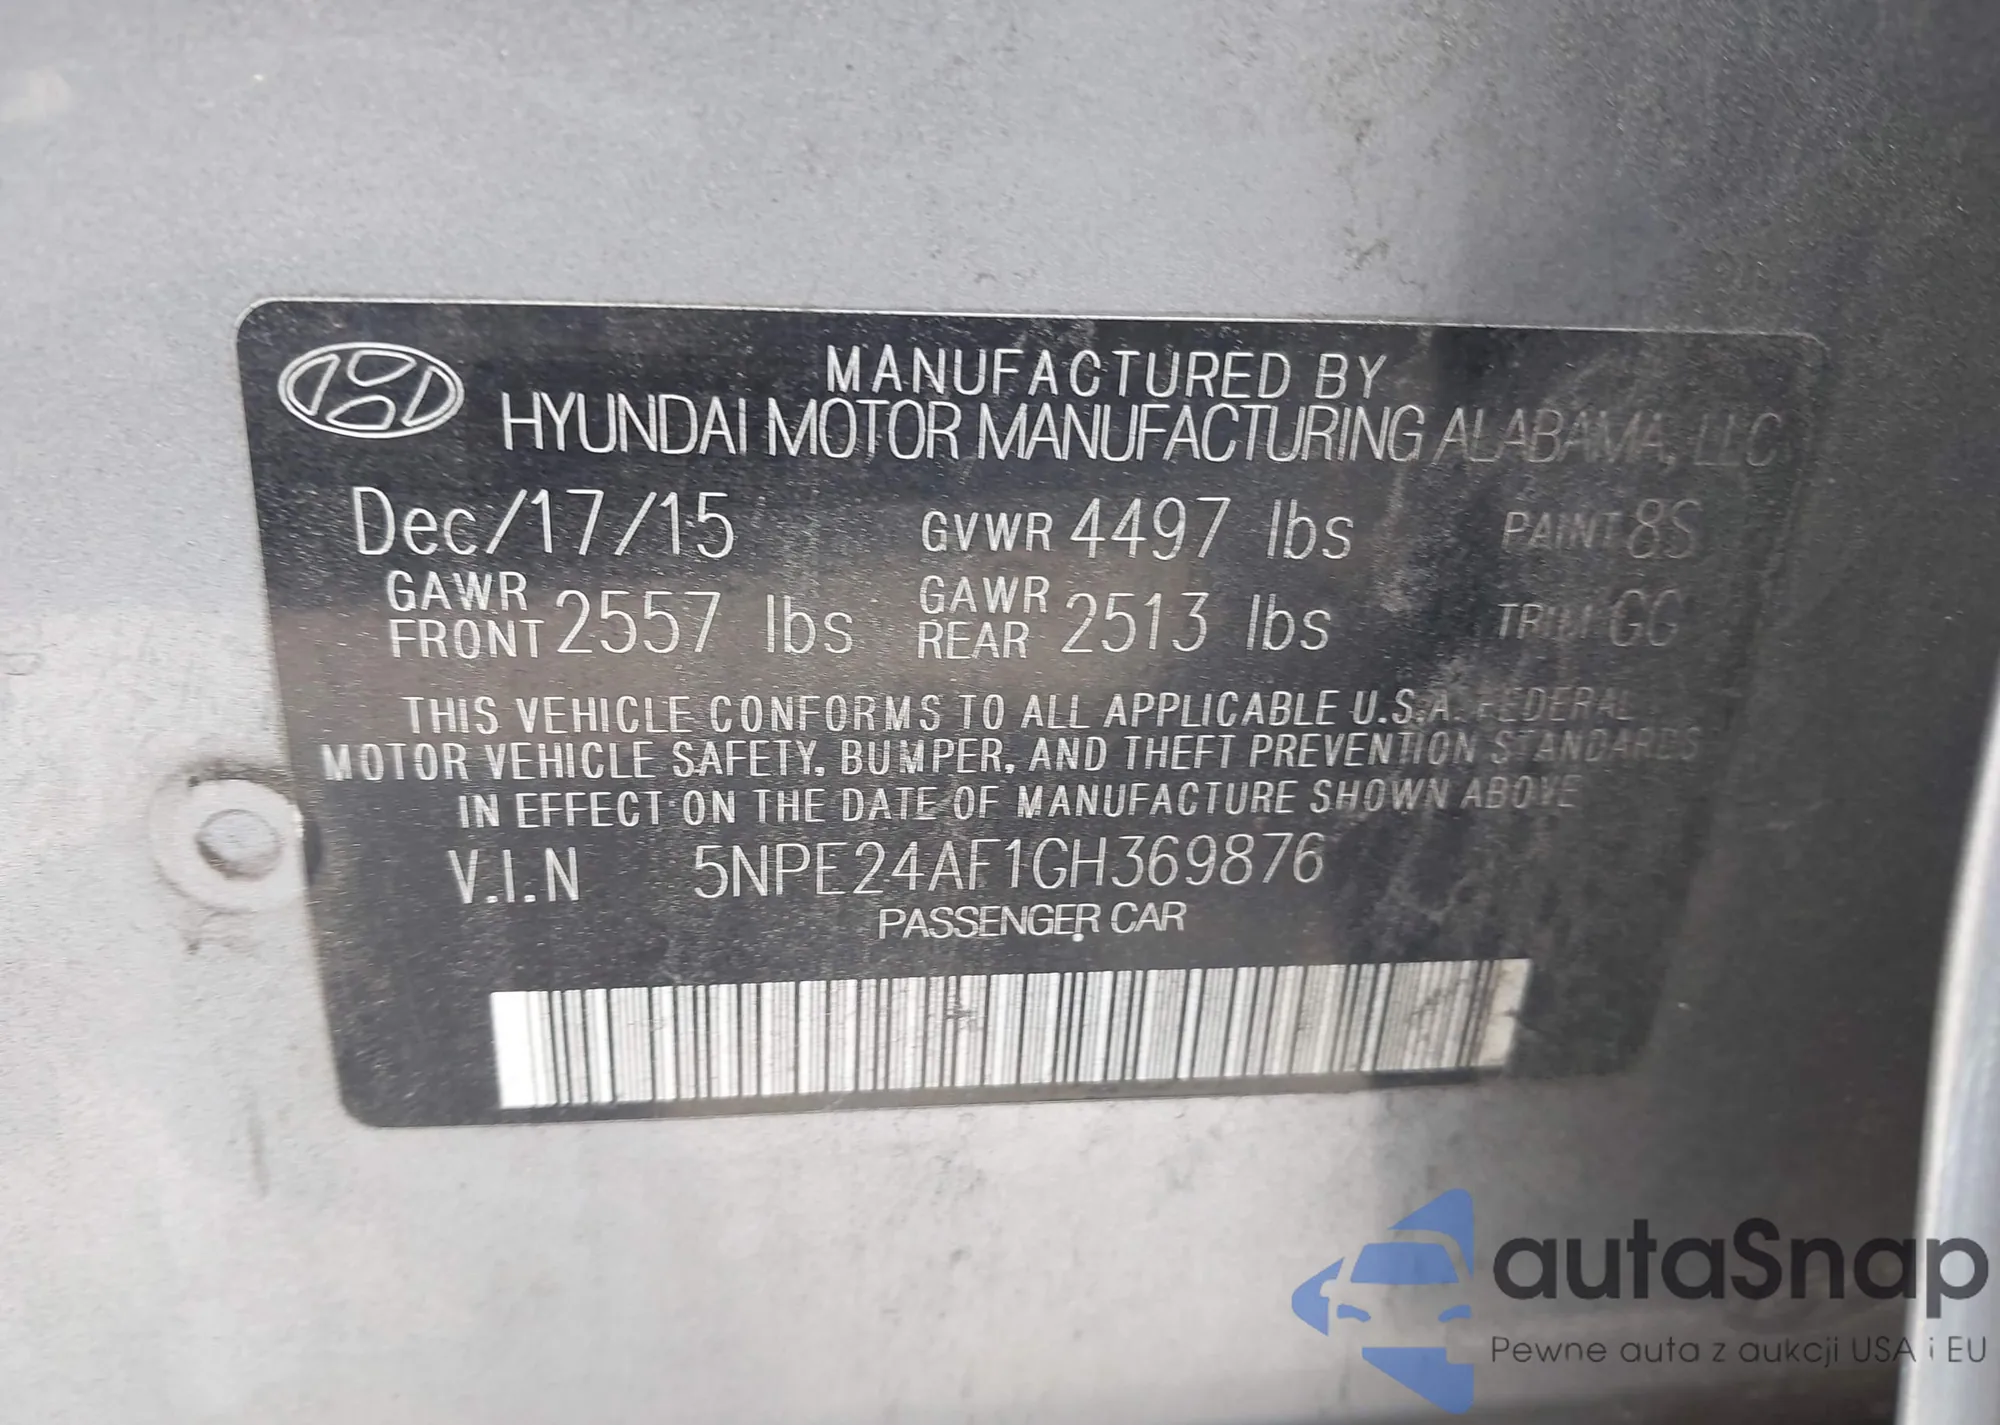 MANUFACTURED BY
HYUNDAI MOTOR MANUFACTURING ALABAMA, LLC
Dec/17/15 GVWR 4497 lbs PAINT 8S
GAWR FRONT 2557 lbs GAWR REAR 2513 lbs TRIM GG
THIS VEHICLE CONFORMS TO ALL APPLICABLE U.S.A. FEDERAL
MOTOR VEHICLE SAFETY, BUMPER, AND THEFT PREVENTION STANDARDS
IN EFFECT ON THE DATE OF MANUFACTURE SHOWN ABOVE
V.I.N 5NPE24AF1GH369876
PASSENGER CAR
autaSnap
Pewne auta z aukcji USA i EU